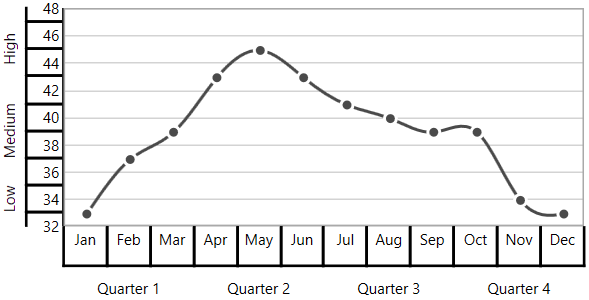 48
46
44
42
40
38
36
34
32
High
Medium
Low
Jan Feb Mar Apr May Jun Jul Aug Sep Oct Nov Dec
Quarter 1 Quarter 2 Quarter 3 Quarter 4